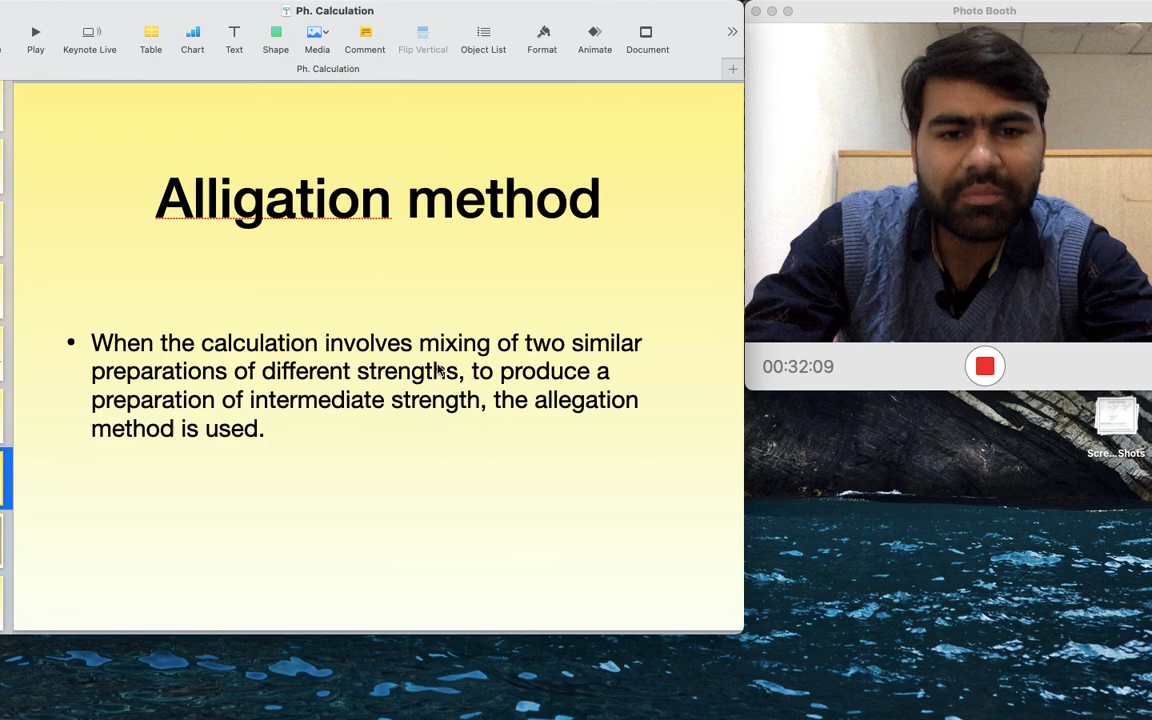 Ph. Calculation
Photo Booth
Play
Keynote Live
Table
Chart
Text
Shape
Media
Comment
Flip Vertical
Object List
Format
Animate
Document
Ph. Calculation
Alligation method
• When the calculation involves mixing of two similar
preparations of different strengths, to produce a
preparation of intermediate strength, the allegation
method is used.
00:32:09
Scre...Shots